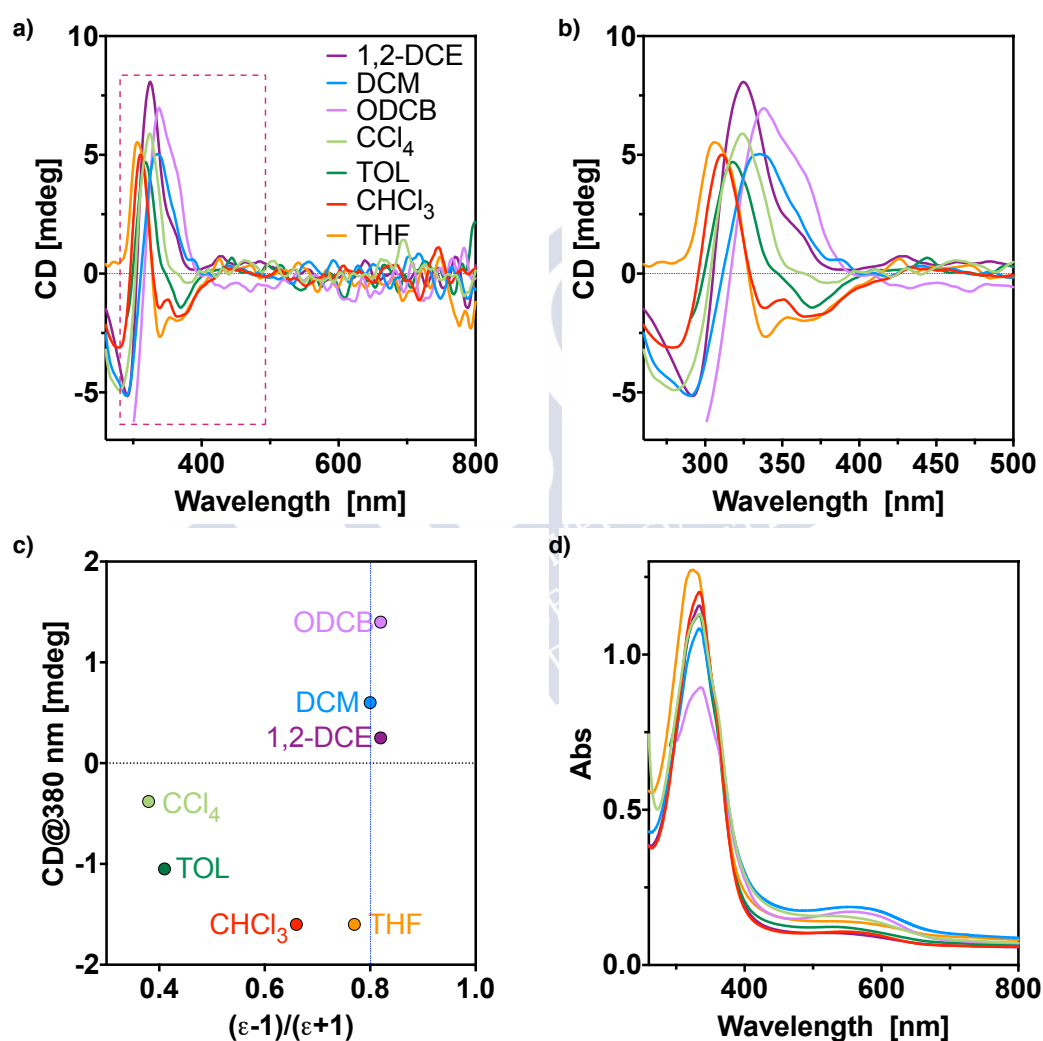 a)
10
5
0
-5
CD [mdeg]
400
600
800
Wavelength [nm]
1,2-DCE
DCM
ODCB
CCl4
TOL
CHCl3
THF
b)
10
5
0
-5
CD [mdeg]
300
350
400
450
500
Wavelength [nm]
c)
2
1
0
-1
-2
CD@380 nm [mdeg]
ODCB
DCM
1,2-DCE
CCl4
TOL
CHCl3
THF
0.4
0.6
0.8
1.0
(ε-1)/(ε+1)
d)
1.0
0.5
0.0
Abs
400
600
800
Wavelength [nm]